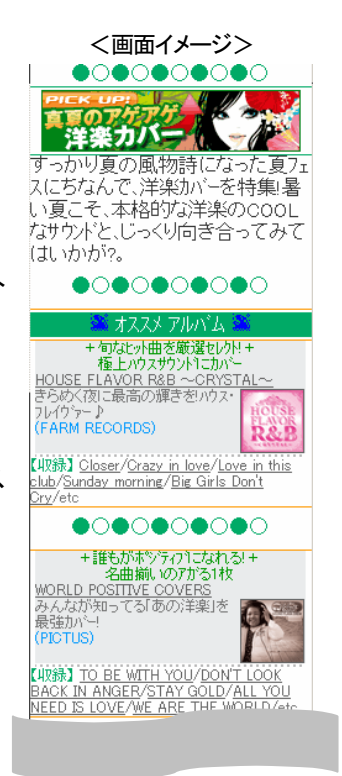 ＜画面イメージ＞
●○●○●○●○●○
PICK UP!
真夏のアゲアゲ
洋楽カバー
すっかり夏の風物詩になった夏フェ
スにちなんで、洋楽ｶﾊﾞｰを特集!暑
い夏こそ、本格的な洋楽のCOOL
なｻｳﾝﾄﾞと、じっくり向き合ってみて
はいかが?。
●○●○●○●○●○
ｵｽｽﾒ ｱﾙﾊﾞﾑ
+旬なﾋｯﾄ曲を厳選ｾﾚｸﾄ!+
極上ﾊｳｽｻｳﾝﾄﾞにｶﾊﾞｰ
HOUSE FLAVOR R&B ～CRYSTAL～
きらめく夜に最高の輝きを!ﾊｳｽ・
ﾌﾚｲｳﾞｧｰ♪
(FARM RECORDS)
HOUSE
FLAVOR
R&B
～CRYSTAL～
【収録】Closer/Crazy in love/Love in this
club/Sunday morning/Big Girls Don't
Cry/etc
●○●○●○●○●○
+誰もがﾎﾟｼﾞﾃｨﾌﾞになれる!+
名曲揃いのｱｶﾞる1枚
WORLD POSITIVE COVERS
みんなが知ってる｢あの洋楽｣を
最強ｶﾊﾞｰ!
(PICTUS)
【収録】TO BE WITH YOU/DON'T LOOK
BACK IN ANGER/STAY GOLD/ALL YOU
NEED IS LOVE/WE ARE THE WORLD/etc